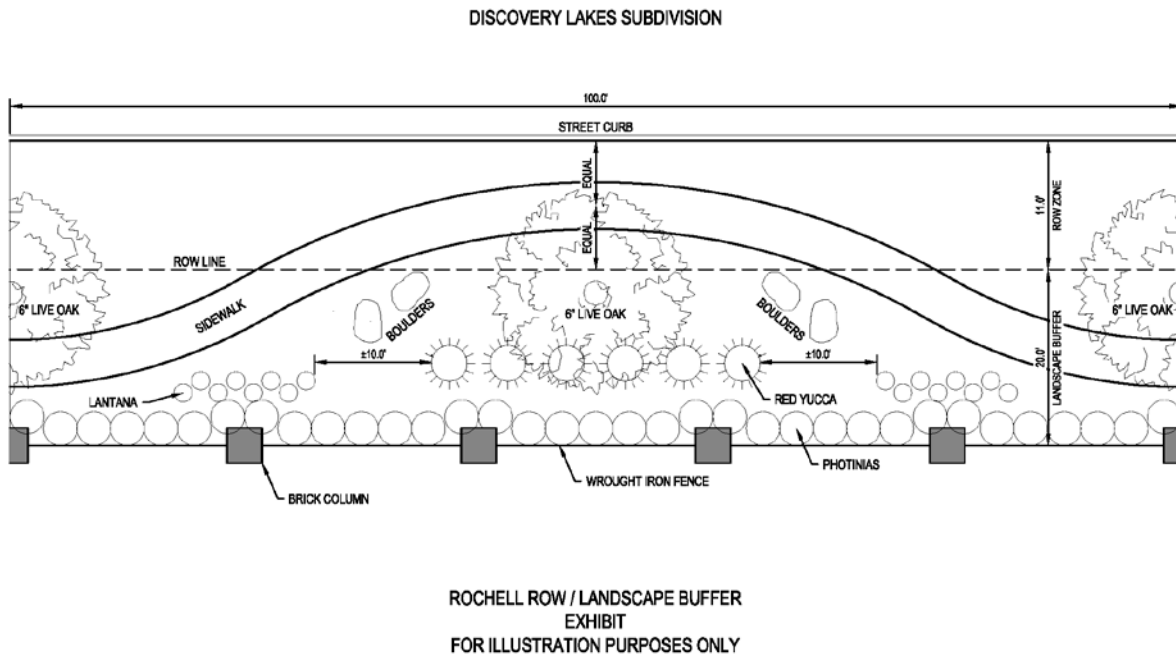 DISCOVERY LAKES SUBDIVISION
100.0'
STREET CURB
EQUAL
EQUAL
11.0'
ROW ZONE
ROW LINE
6" LIVE OAK
SIDEWALK
BOULDERS
6" LIVE OAK
BOULDERS
6" LIVE OAK
±10.0'
±10.0'
20.0'
LANDSCAPE BUFFER
LANTANA
RED YUCCA
PHOTINIAS
WROUGHT IRON FENCE
BRICK COLUMN
ROCHELL ROW / LANDSCAPE BUFFER
EXHIBIT
FOR ILLUSTRATION PURPOSES ONLY